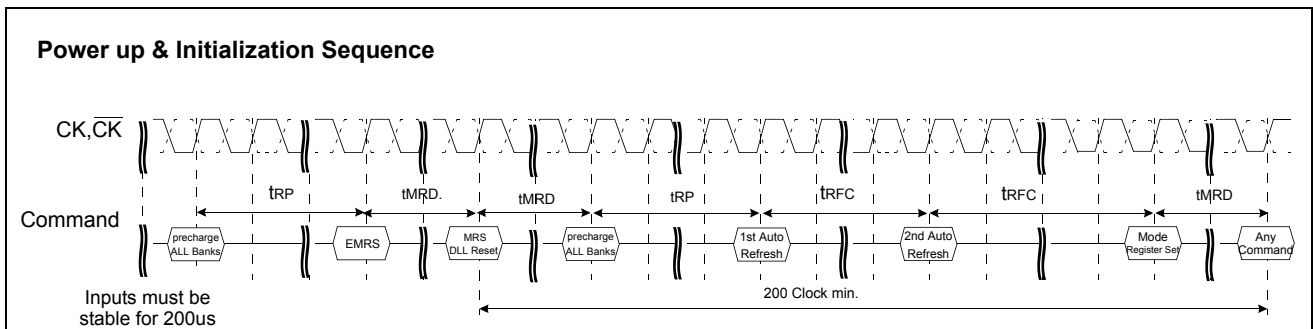 Power up & Initialization Sequence
CK,CK
tRP
tMRD.
tMRD
tRP
tRFC
tRFC
tMRD
Command
precharge
ALL Banks
EMRS
MRS
DLL Reset
precharge
ALL Banks
1st Auto
Refresh
2nd Auto
Refresh
Mode
Register Set
Any
Command
Inputs must be
stable for 200us
200 Clock min.